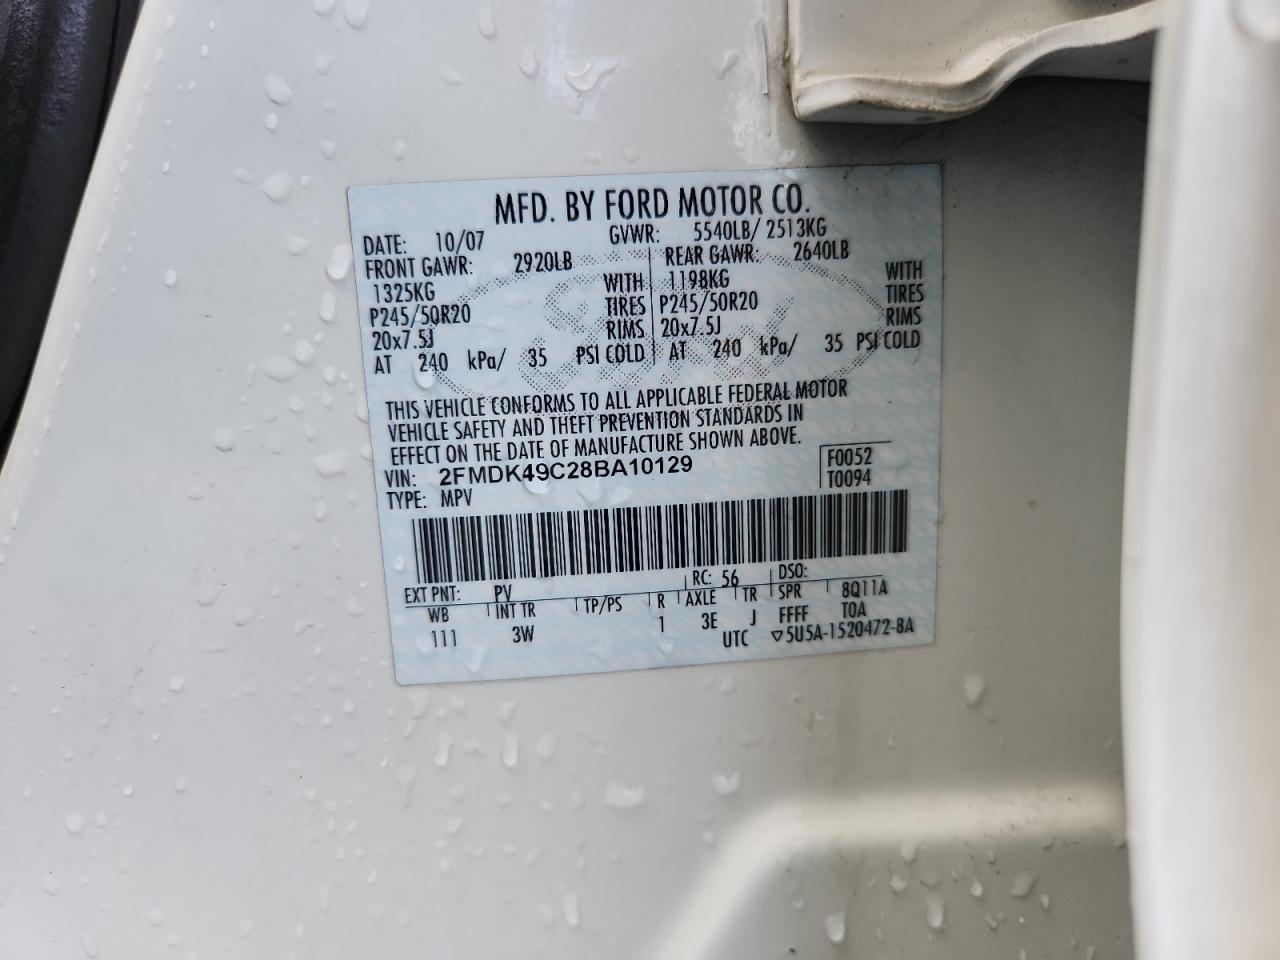 MFD. BY FORD MOTOR CO.
DATE: 10/07 GVWR: 5540LB/ 2513KG
FRONT GAWR: 2920LB REAR GAWR: 2640LB
1325KG WITH 1198KG WITH
P245/50R20 TIRES P245/50R20 TIRES
20x7.5J RIMS 20x7.5J RIMS
AT 240 kPa/ 35 PSI COLD AT 240 kPa/ 35 PSI COLD
THIS VEHICLE CONFORMS TO ALL APPLICABLE FEDERAL MOTOR
VEHICLE SAFETY AND THEFT PREVENTION STANDARDS IN
EFFECT ON THE DATE OF MANUFACTURE SHOWN ABOVE.
VIN: 2FMDK49C28BA10129 F0052
TYPE: MPV T0094
EXT PNT: PV RC: 56 DSO:
WB INT TR TP/PS R AXLE TR SPR 8Q11A
111 3W 1 3E J FFFF TOA
UTC ▽5U5A-1520472-BA